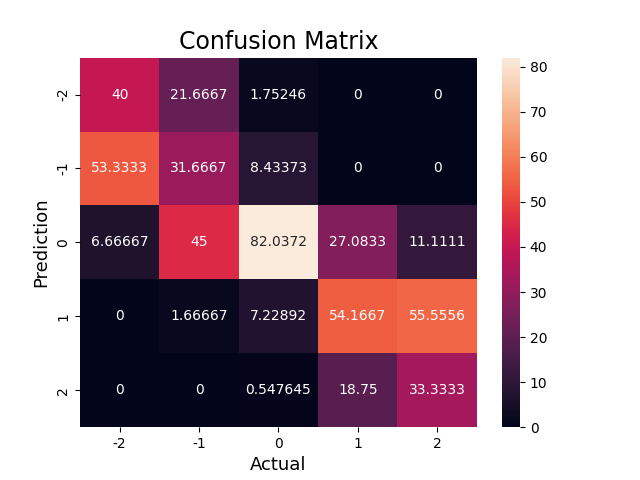 Confusion Matrix
-2 40 21.6667 1.75246 0 0
-1 53.3333 31.6667 8.43373 0 0
0 6.66667 45 82.0372 27.0833 11.1111
1 0 1.66667 7.22892 54.1667 55.5556
2 0 0 0.547645 18.75 33.3333
-2 -1 0 1 2
Prediction
Actual
80
70
60
50
40
30
20
10
0